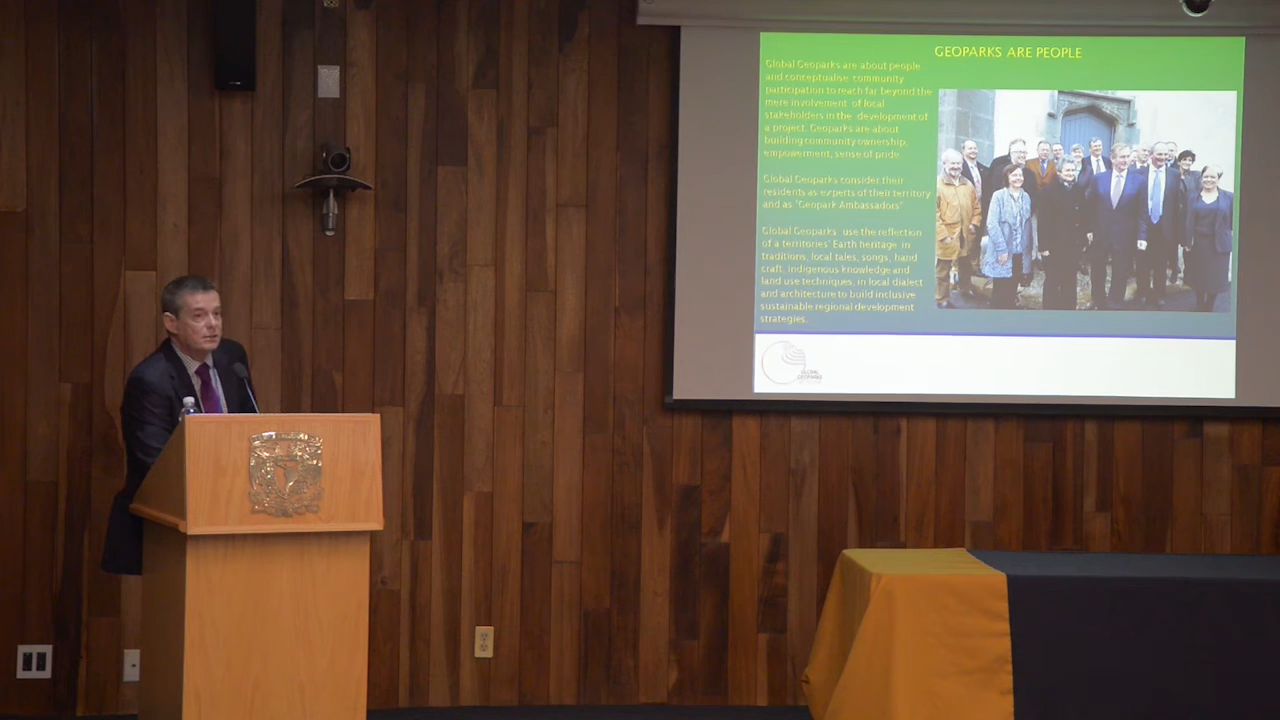 GEOPARKS ARE PEOPLE
Global Geoparks are about people
and conceptualise community
participation to reach far beyond the
mere involvement of local
stakeholders in the development of
a project. Geoparks are about
building community ownership,
empowerment, sense of pride
Global Geoparks consider their
residents as experts of their territory
and as "Geopark Ambassadors"
Global Geoparks use the reflection
of a territories' Earth heritage in
traditions, local tales, songs, hand
craft, indigenous knowledge and
land use techniques, in local dialect
and architecture to build inclusive
sustainable regional development
strategies.
GLOBAL
GEOPARKS